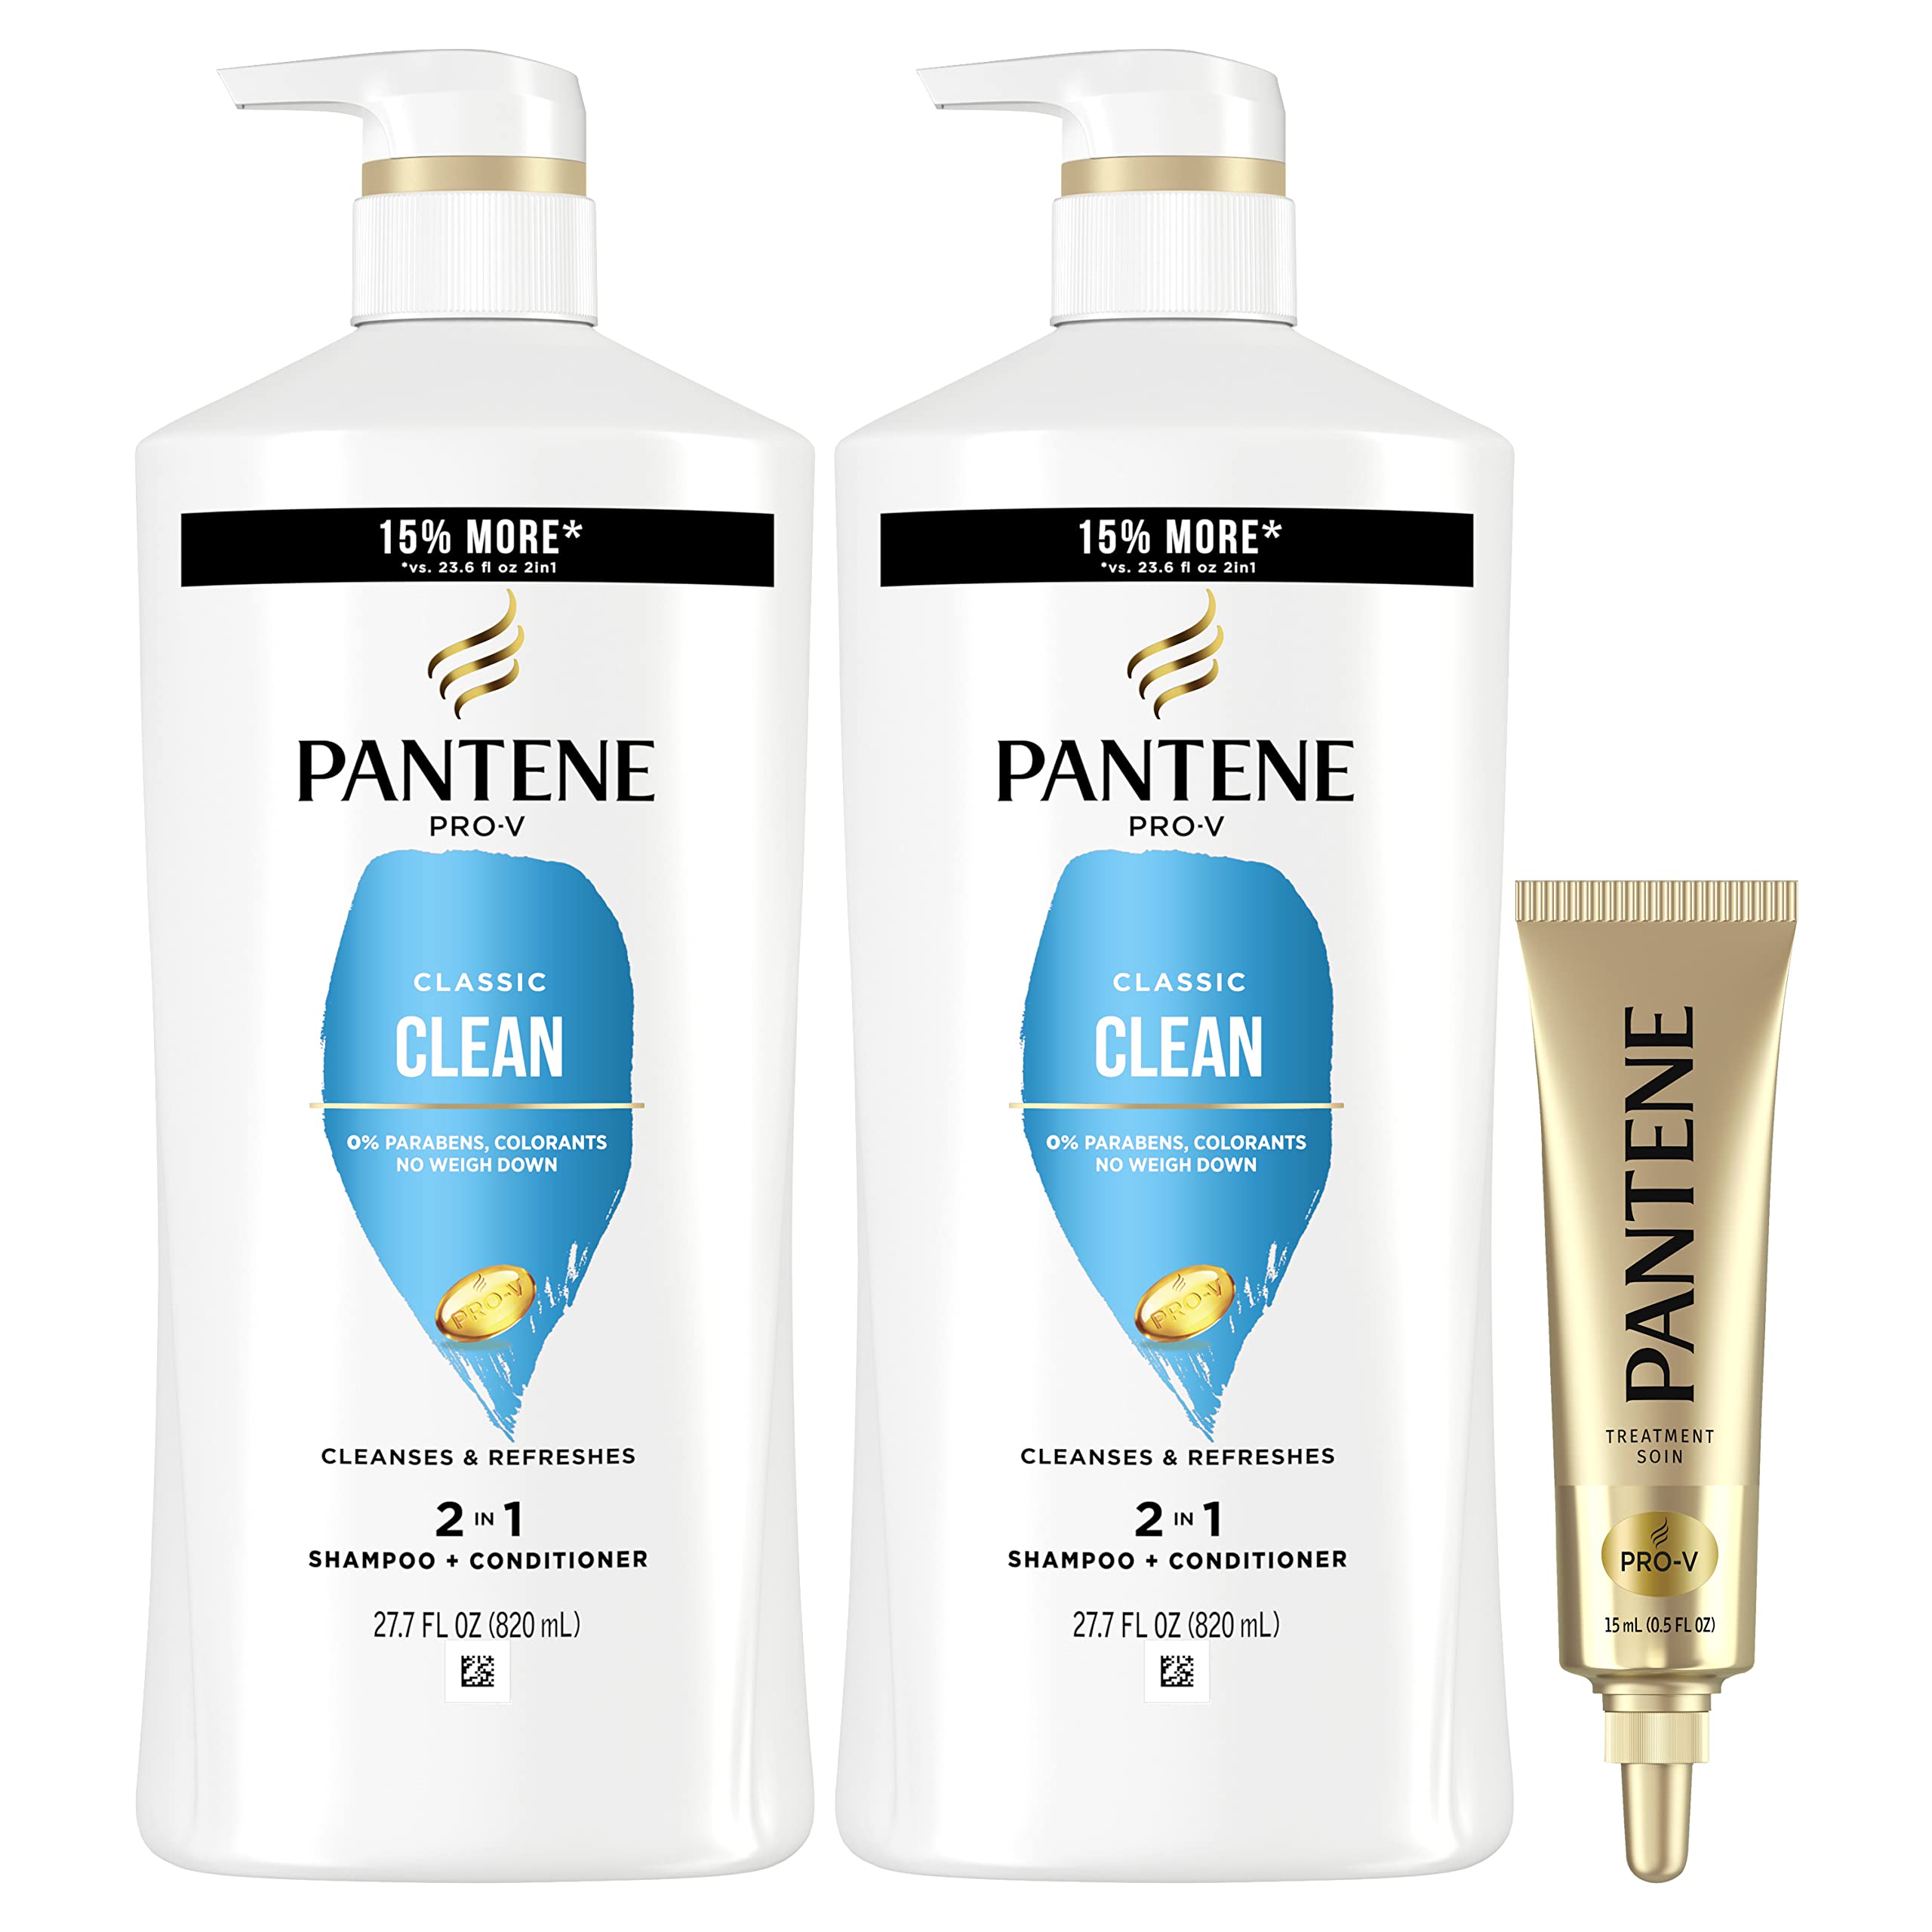 15% MORE*
*vs. 23.6 fl oz 2in1
PANTENE
PRO-V
CLASSIC
CLEAN
0% PARABENS, COLORANTS
NO WEIGH DOWN
PRO-V
CLEANSES & REFRESHES
2 IN 1
SHAMPOO + CONDITIONER
27.7 FL OZ (820 mL)
15% MORE*
*vs. 23.6 fl oz 2in1
PANTENE
PRO-V
CLASSIC
CLEAN
0% PARABENS, COLORANTS
NO WEIGH DOWN
PRO-V
CLEANSES & REFRESHES
2 IN 1
SHAMPOO + CONDITIONER
27.7 FL OZ (820 mL)
PANTENE
TREATMENT
SOIN
PRO-V
15 mL (0.5 FL OZ)